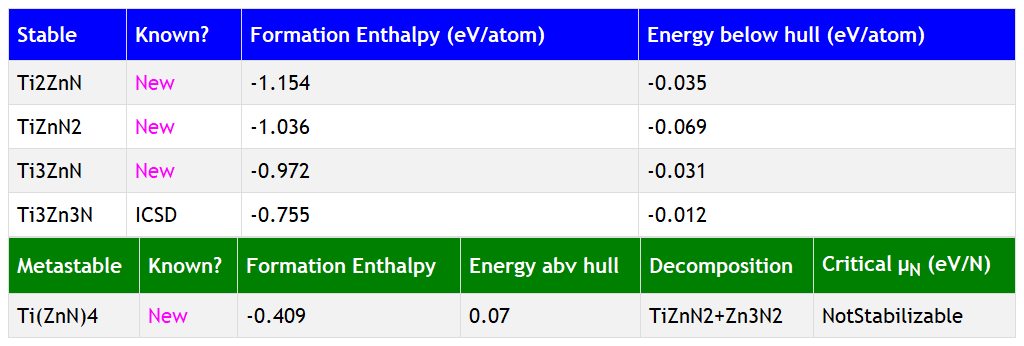 Stable Known? Formation Enthalpy (eV/atom) Energy below hull (eV/atom)
Ti2ZnN New -1.154 -0.035
TiZnN2 New -1.036 -0.069
Ti3ZnN New -0.972 -0.031
Ti3Zn3N ICSD -0.755 -0.012
Metastable Known? Formation Enthalpy Energy abv hull Decomposition Critical μN (eV/N)
Ti(ZnN)4 New -0.409 0.07 TiZnN2+Zn3N2 NotStabilizable